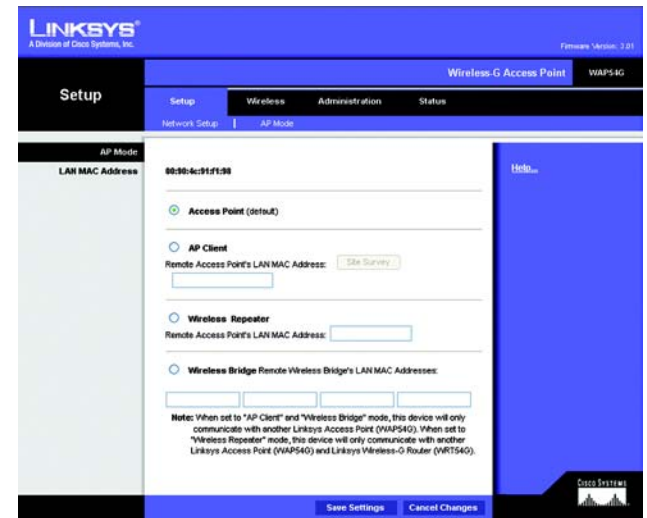 LINKSYS®
A Division of Cisco Systems, Inc.
Firmware Version: 3.01
Wireless-G Access Point WAP54G
Setup
Setup Wireless Administration Status
Network Setup | AP Mode
AP Mode
LAN MAC Address
00:90:4c:91:f1:98
Help...
Access Point (default)
AP Client
Remote Access Point's LAN MAC Address: Site Survey
Wireless Repeater
Remote Access Point's LAN MAC Address:
Wireless Bridge Remote Wireless Bridge's LAN MAC Addresses:
Note: When set to "AP Client" and "Wireless Bridge" mode, this device will only
communicate with another Linksys Access Point (WAP54G). When set to
"Wireless Repeater" mode, this device will only communicate with another
Linksys Access Point (WAP54G) and Linksys Wireless-G Router (WRT54G).
Save Settings Cancel Changes
CISCO SYSTEMS